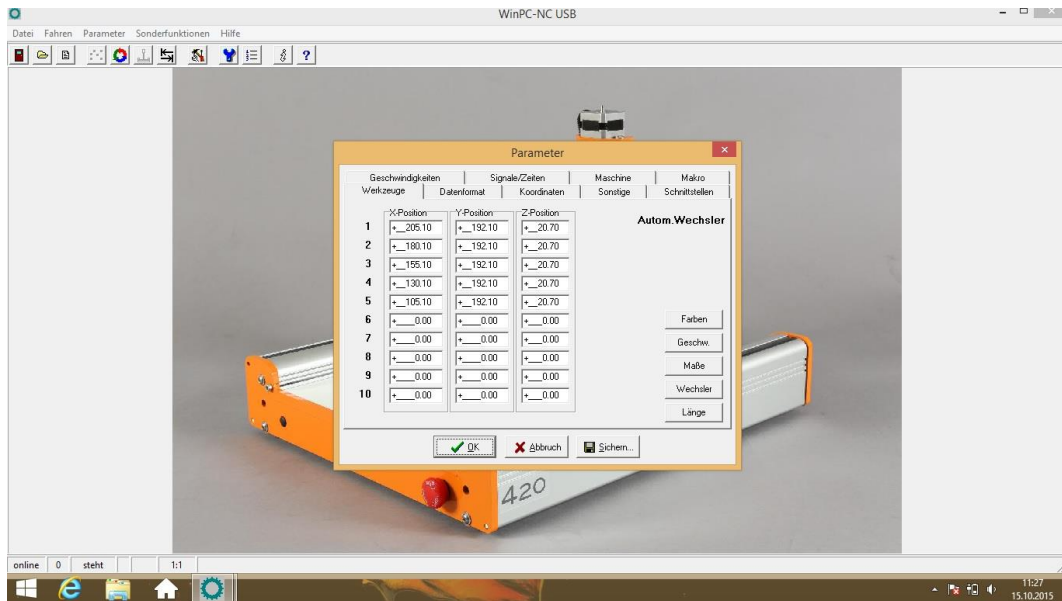 WinPC-NC USB
Datei Fahren Parameter Sonderfunktionen Hilfe
Parameter
Geschwindigkeiten Signale/Zeiten Maschine Makro
Werkzeuge Datenformat Koordinaten Sonstige Schnittstellen
X-Position Y-Position Z-Position
Autom.Wechsler
1 +__205.10 +__192.10 +__20.70
2 +__180.10 +__192.10 +__20.70
3 +__155.10 +__192.10 +__20.70
4 +__130.10 +__192.10 +__20.70
5 +__105.10 +__192.10 +__20.70
6 +____0.00 +____0.00 +___0.00
7 +____0.00 +____0.00 +___0.00
8 +____0.00 +____0.00 +___0.00
9 +____0.00 +____0.00 +___0.00
10 +____0.00 +____0.00 +___0.00
Farben
Geschw.
Maße
Wechsler
Länge
OK Abbruch Sichern...
420
online 0 steht 1:1
11:27
15.10.2015